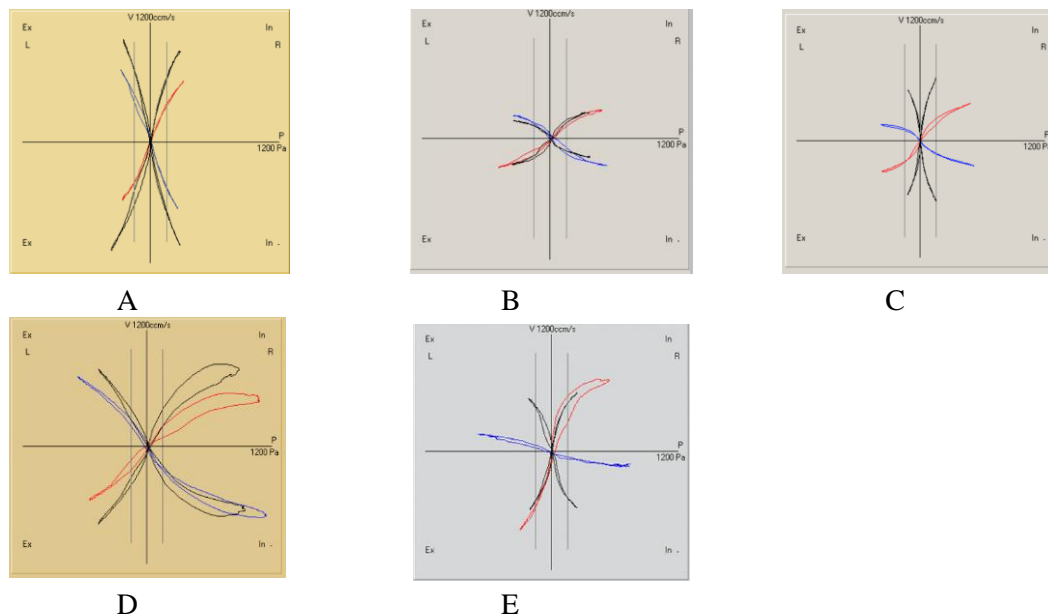 V 1200ccm/s
Ex In
L R
P
1200 Pa
Ex In -
A
V 1200ccm/s
Ex In
L R
P
1200 Pa
Ex In -
B
V 1200ccm/s
Ex In
L R
P
1200 Pa
Ex In -
C
V 1200ccm/s
Ex In
L R
P
1200 Pa
Ex In -
D
V 1200ccm/s
Ex In
L R
P
1200 Pa
Ex In -
E